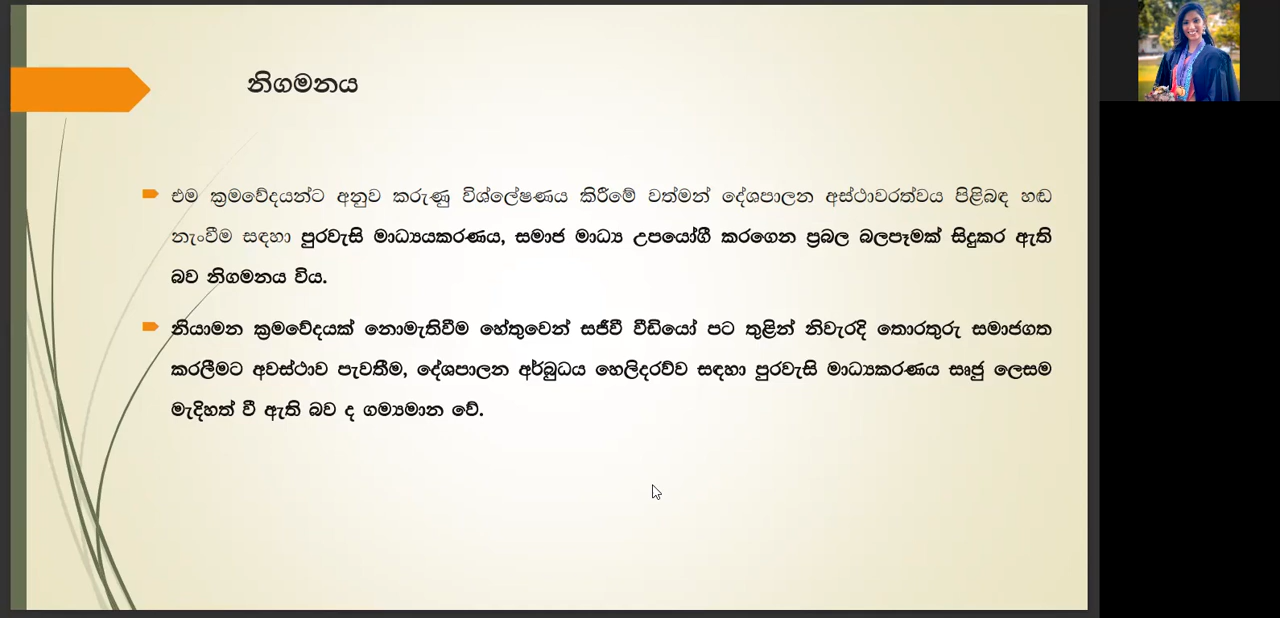 නිගමනය
එම ක්‍රමවේදයන්ට අනුව කරුණු විශ්ලේෂණය කිරීමේ වත්මන් දේශපාලන අස්ථාවරත්වය පිළිබඳ හඬ
නැංවීම සඳහා පුරවැසි මාධ්‍යයකරණය, සමාජ මාධ්‍ය උපයෝගී කරගෙන ප්‍රබල බලපෑමක් සිදුකර ඇති
බව නිගමනය විය.
නියාමන ක්‍රමවේදයක් නොමැතිවීම හේතුවෙන් සජීවී වීඩියෝ පට තුළින් නිවැරදි තොරතුරු සමාජගත
කරලීමට අවස්ථාව පැවතීම, දේශපාලන අර්බුධය හෙලිදරව්ව සඳහා පුරවැසි මාධ්‍යකරණය සෘජු ලෙසම
මැදිහත් වී ඇති බව ද ගම්‍යමාන වේ.